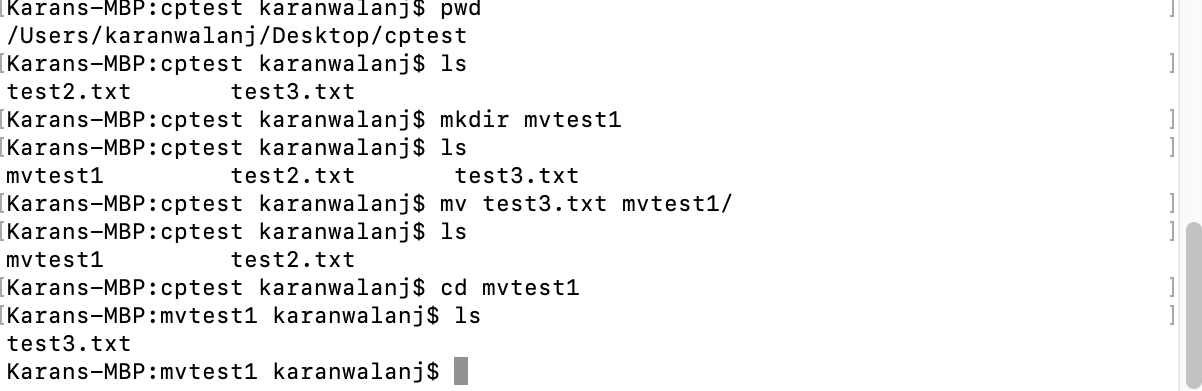 [Karans-MBP:cptest karanwalanj$ pwd ]
/Users/karanwalanj/Desktop/cptest
[Karans-MBP:cptest karanwalanj$ ls ]
test2.txt test3.txt
[Karans-MBP:cptest karanwalanj$ mkdir mvtest1 ]
[Karans-MBP:cptest karanwalanj$ ls ]
mvtest1 test2.txt test3.txt
[Karans-MBP:cptest karanwalanj$ mv test3.txt mvtest1/ ]
[Karans-MBP:cptest karanwalanj$ ls ]
mvtest1 test2.txt
[Karans-MBP:cptest karanwalanj$ cd mvtest1 ]
[Karans-MBP:mvtest1 karanwalanj$ ls ]
test3.txt
Karans-MBP:mvtest1 karanwalanj$